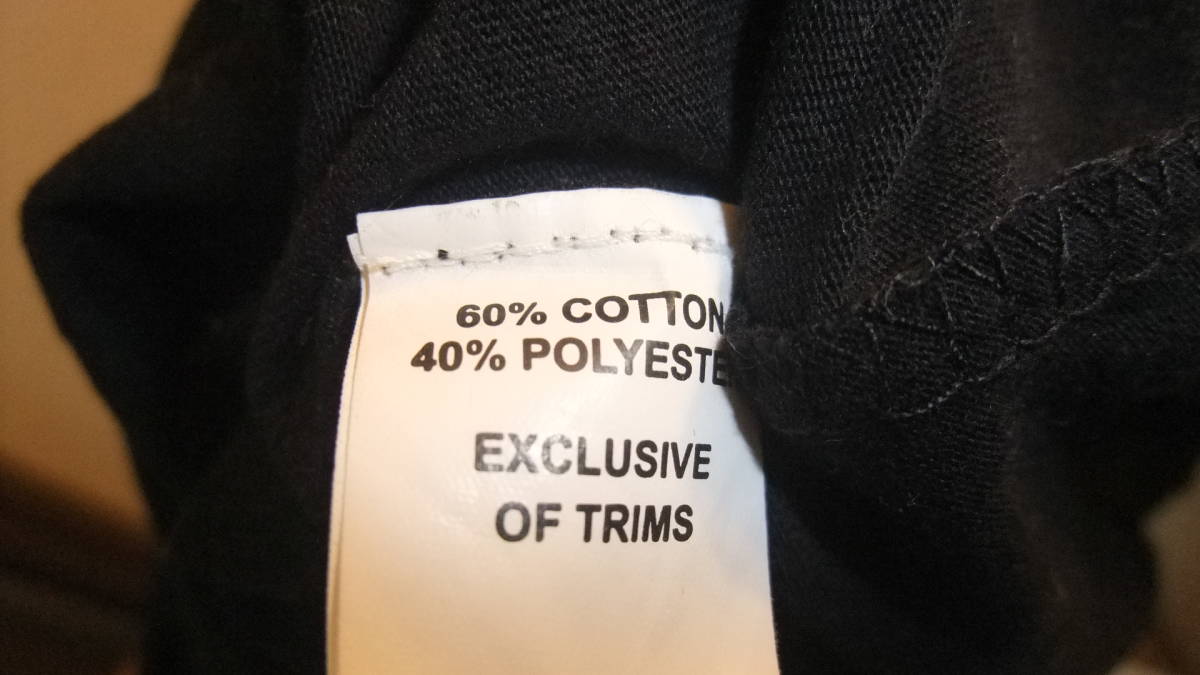 60% COTTON
40% POLYESTE
EXCLUSIVE
OF TRIMS